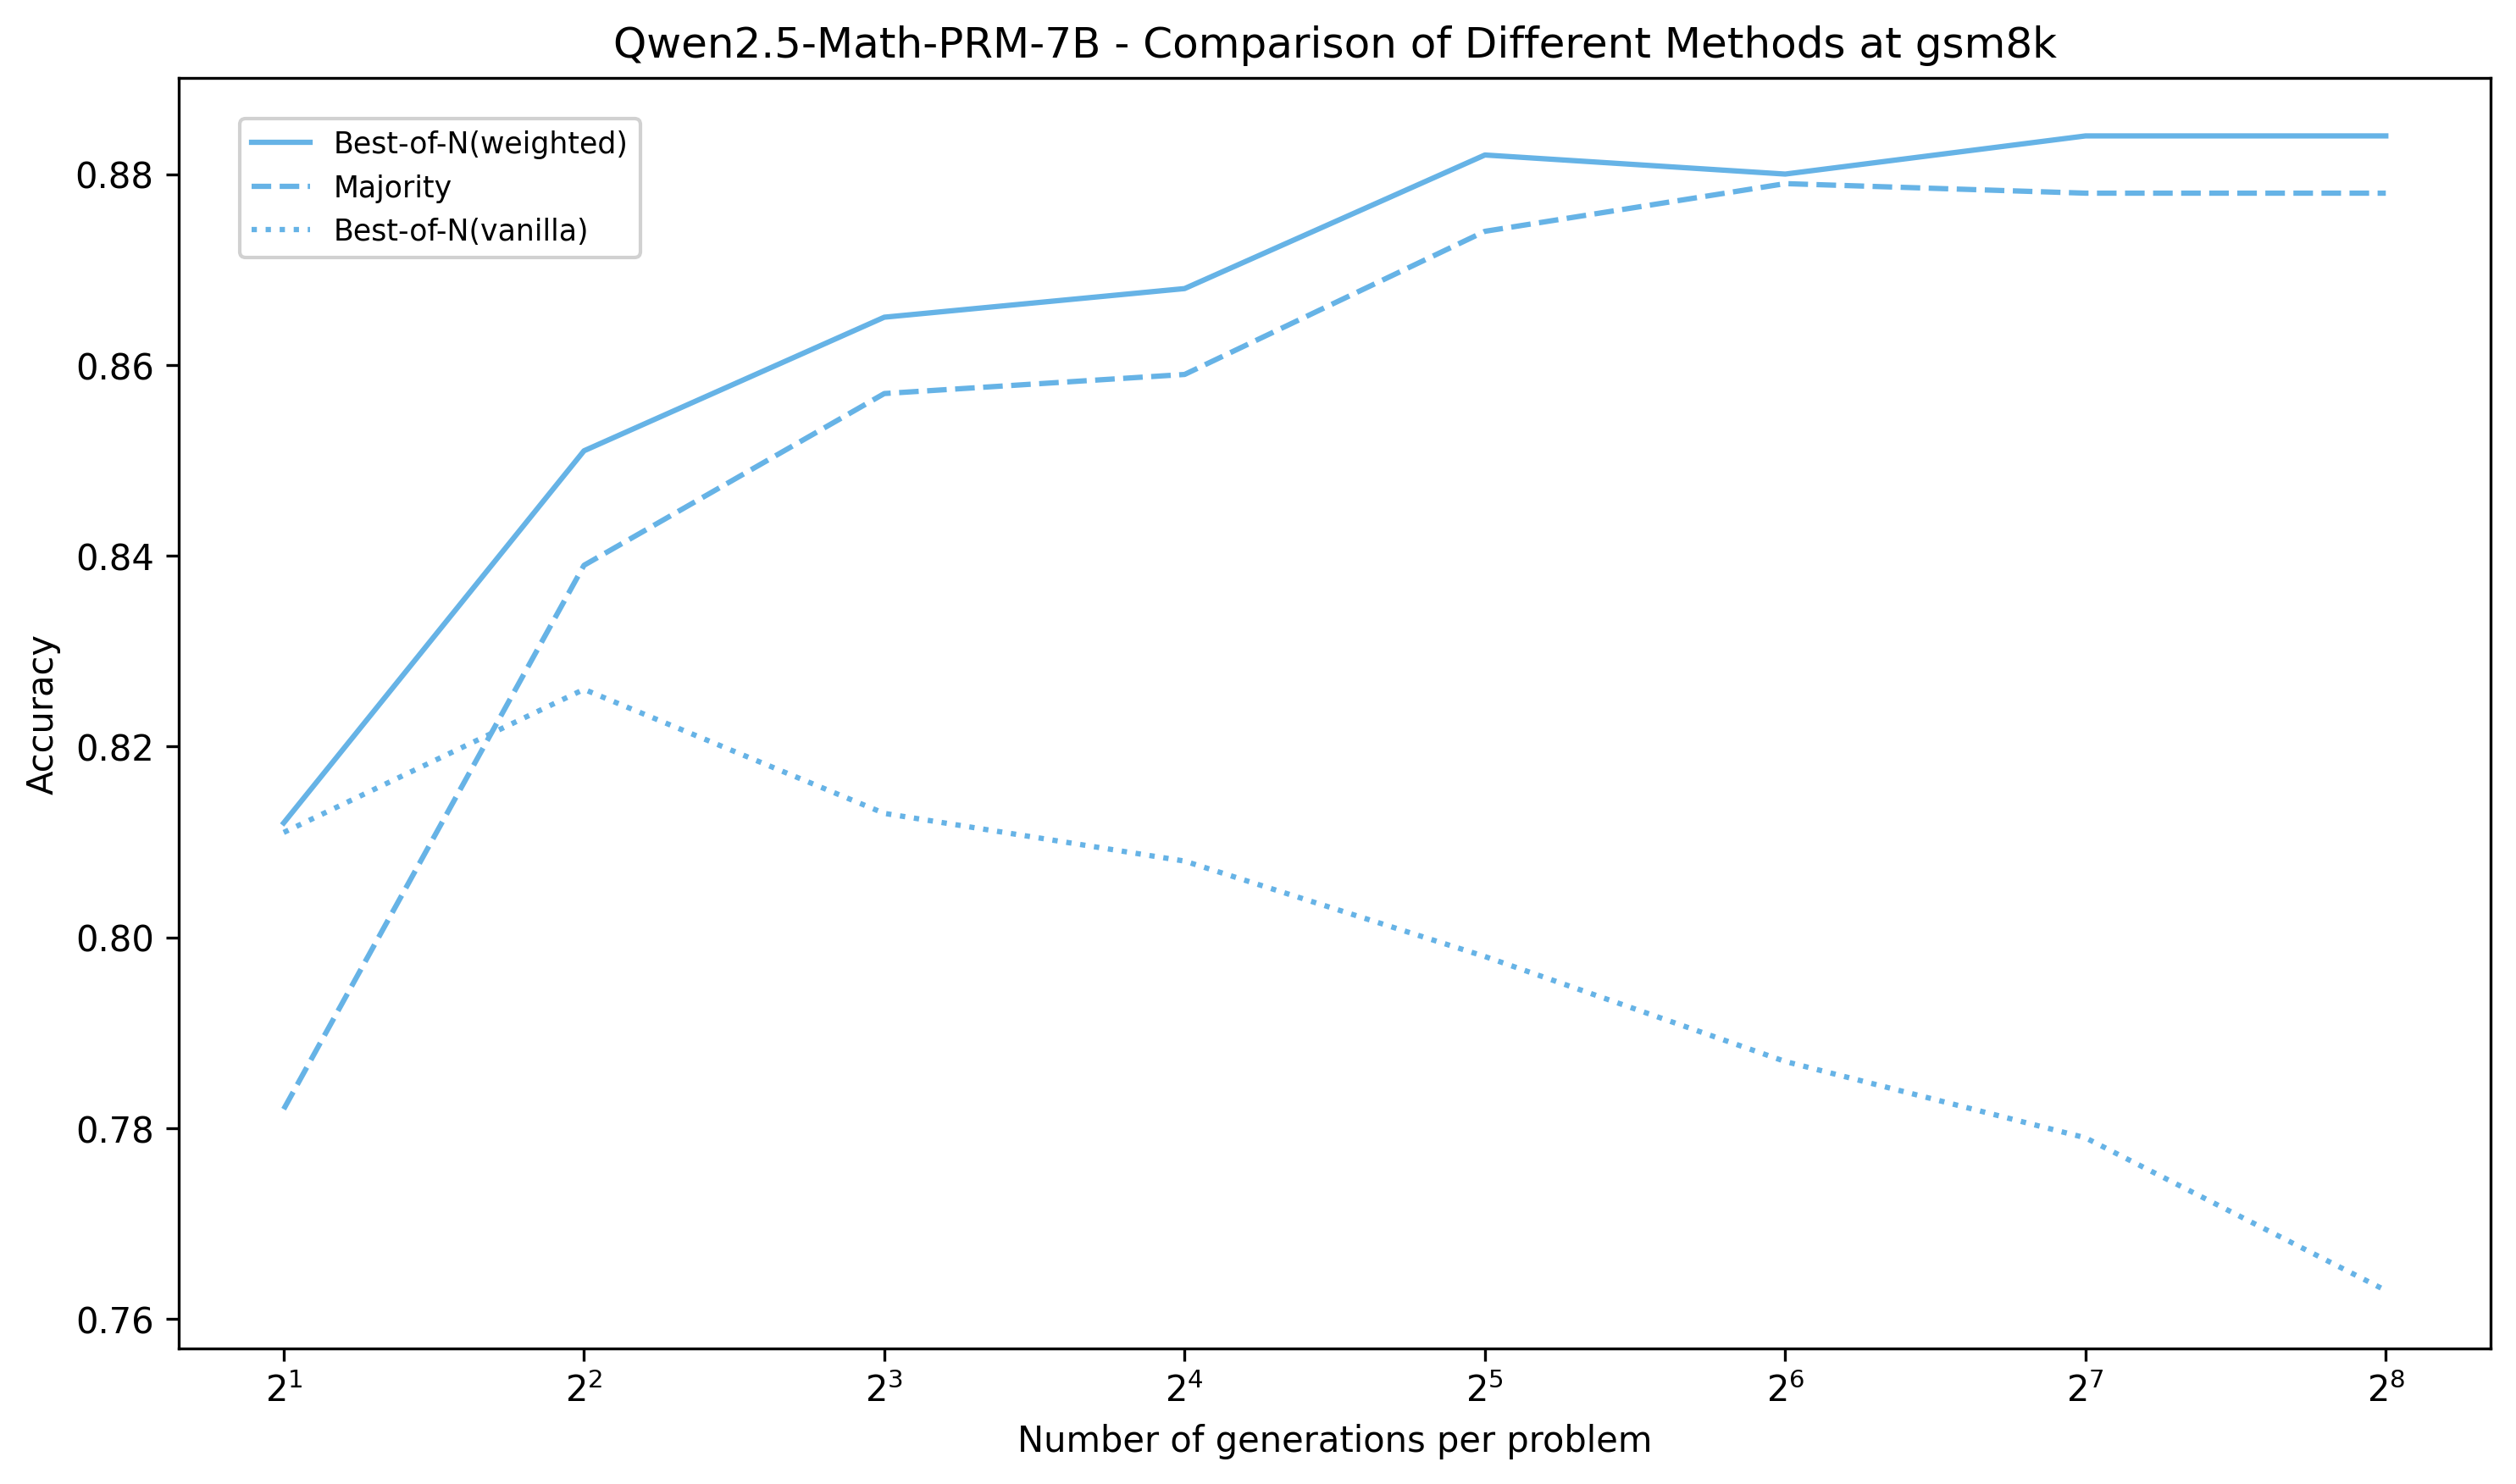 Qwen2.5-Math-PRM-7B - Comparison of Different Methods at gsm8k
Best-of-N(weighted)
Majority
Best-of-N(vanilla)
Accuracy
0.88
0.86
0.84
0.82
0.80
0.78
0.76
2¹ 2² 2³ 2⁴ 2⁵ 2⁶ 2⁷ 2⁸
Number of generations per problem